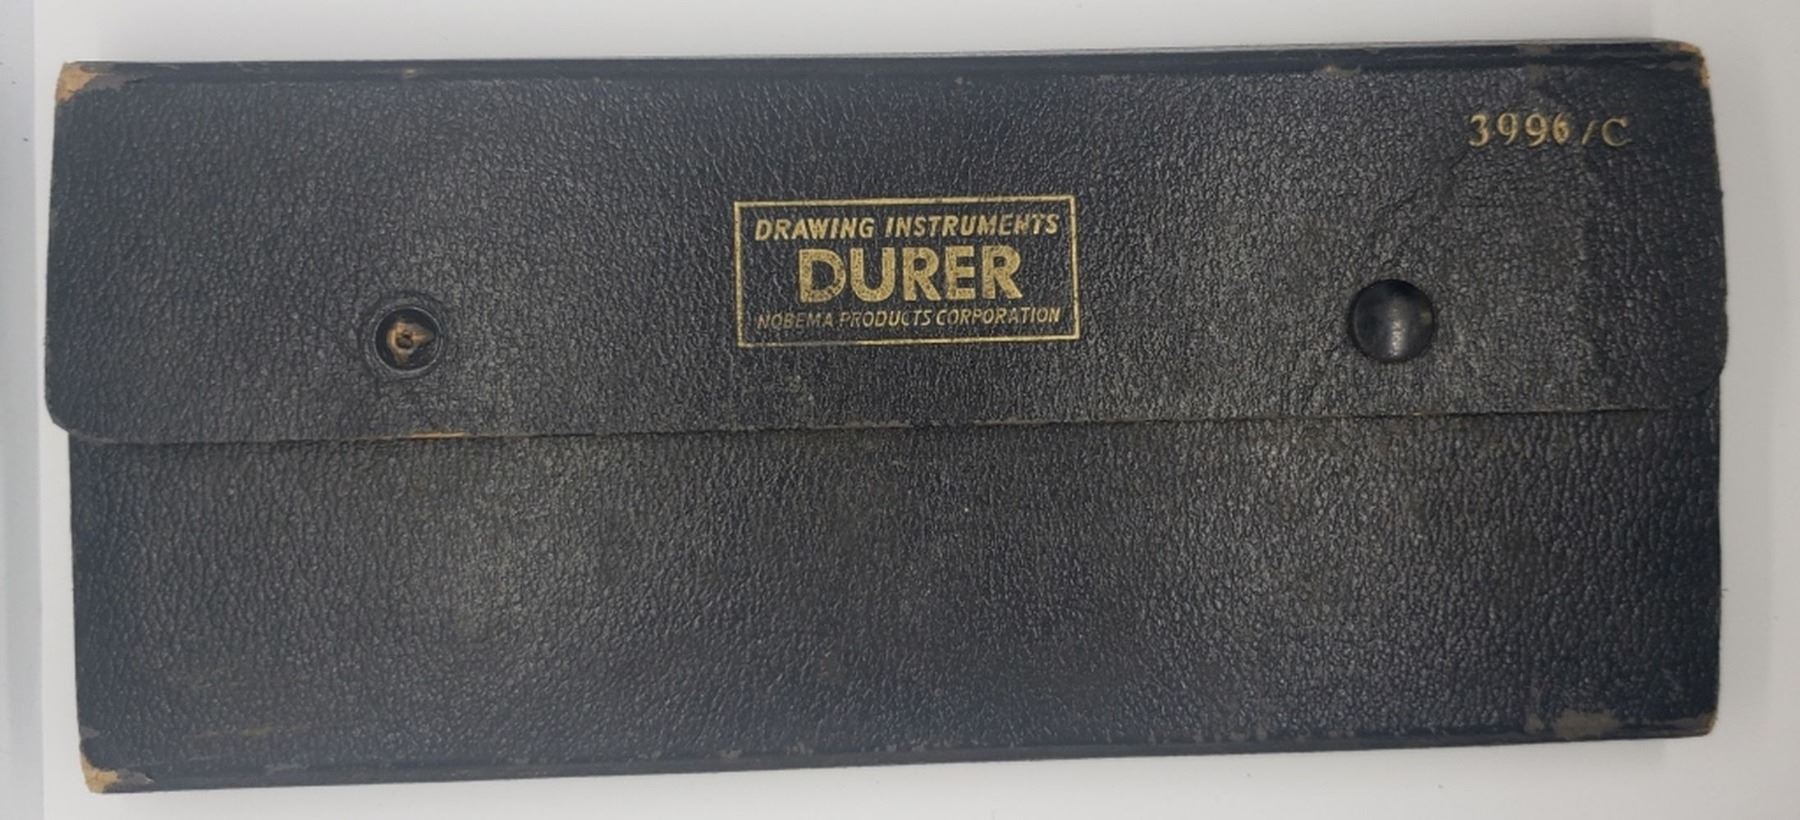 3996/C
DRAWING INSTRUMENTS
DURER
NOBEMA PRODUCTS CORPORATION